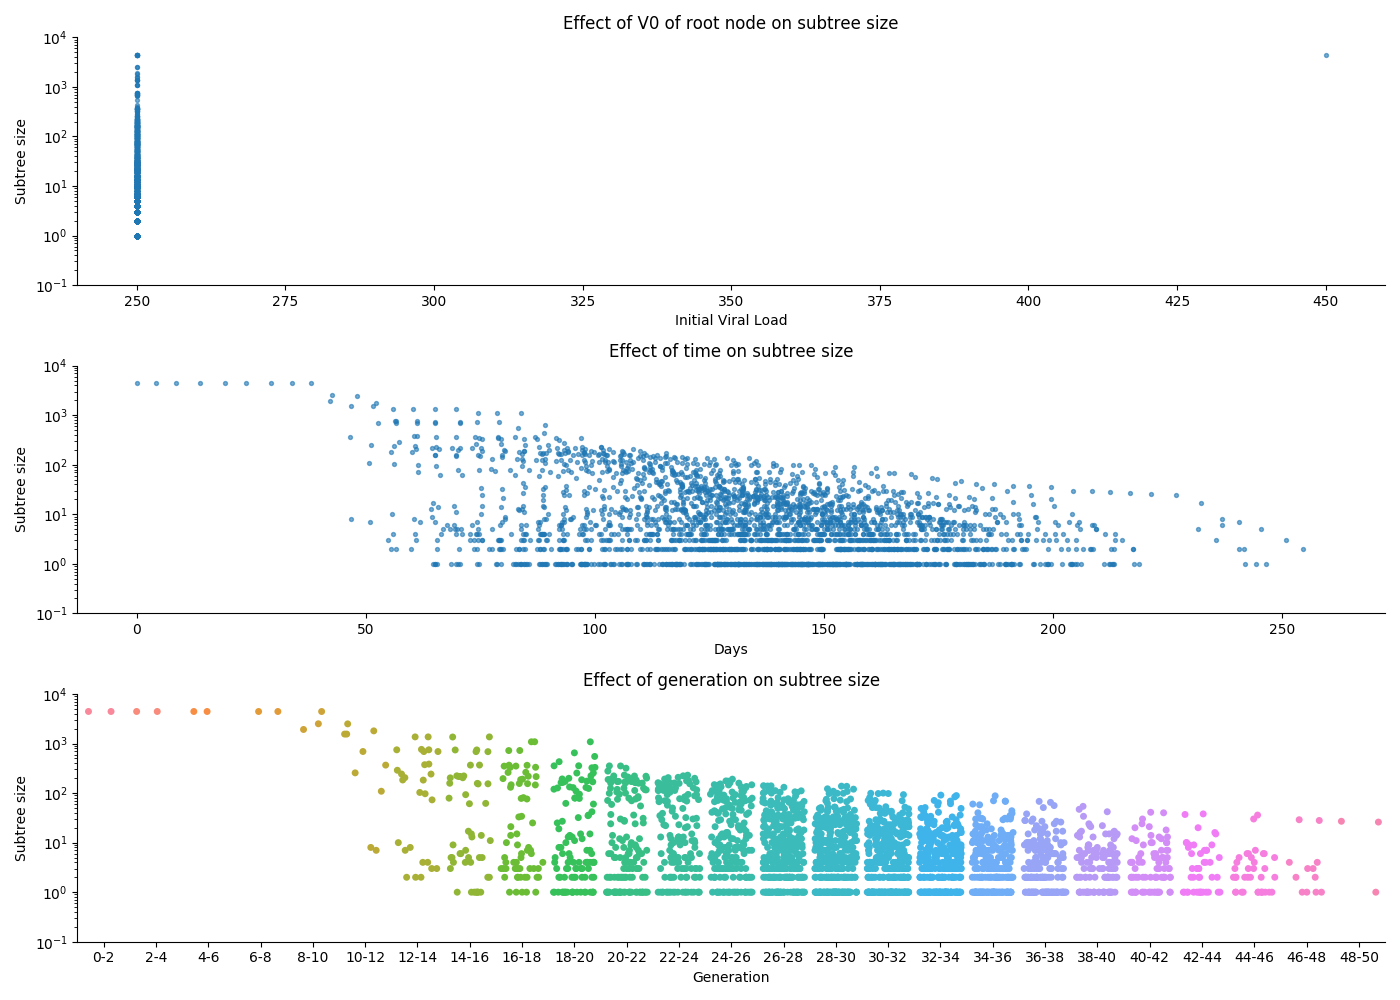 Effect of V0 of root node on subtree size
Subtree size
10^4
10^3
10^2
10^1
10^0
10^−1
250 275 300 325 350 375 400 425 450
Initial Viral Load
Effect of time on subtree size
Subtree size
10^4
10^3
10^2
10^1
10^0
10^−1
0 50 100 150 200 250
Days
Effect of generation on subtree size
Subtree size
10^4
10^3
10^2
10^1
10^0
10^−1
0-2 2-4 4-6 6-8 8-10 10-12 12-14 14-16 16-18 18-20 20-22 22-24 24-26 26-28 28-30 30-32 32-34 34-36 36-38 38-40 40-42 42-44 44-46 46-48 48-50
Generation